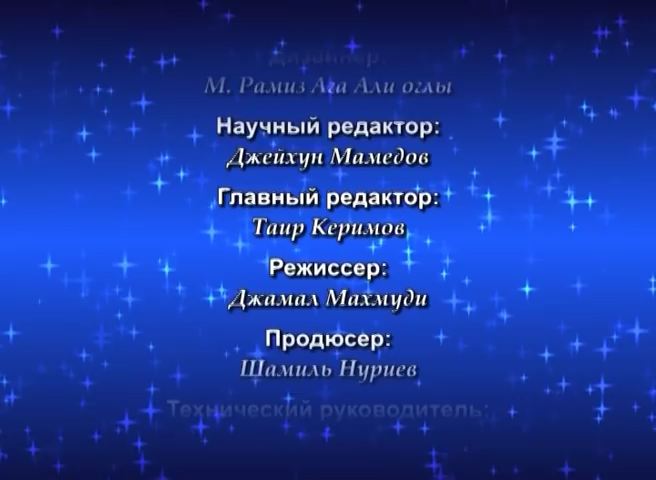 Дизайнер:
М. Рамиз Ага Али оглы
Научный редактор:
Джейхун Мамедов
Главный редактор:
Таир Керимов
Режиссер:
Джамал Махмуди
Продюсер:
Шамиль Нуриев
Технический руководитель: